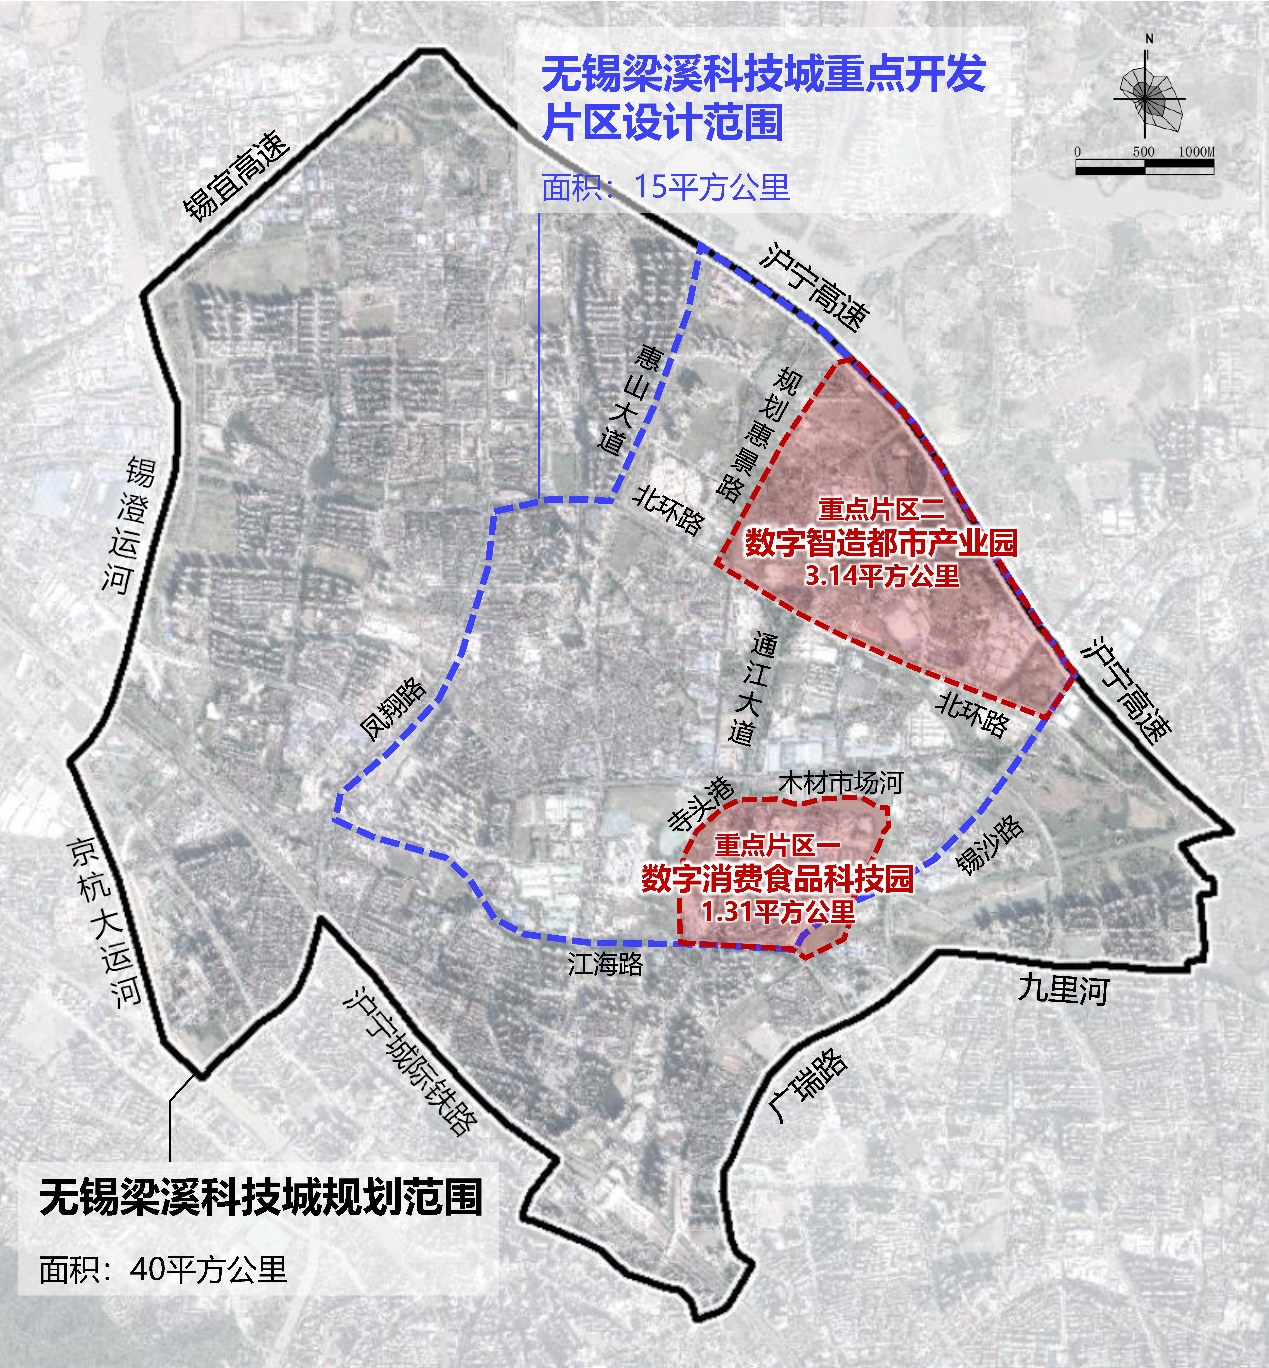 无锡梁溪科技城重点开发
片区设计范围
面积：15平方公里
N
0 500 1000M
锡宜高速
沪宁高速
惠山大道
规划惠景路
锡澄运河
北环路
重点片区二
数字智造都市产业园
3.14平方公里
通江大道
沪宁高速
凤翔路
北环路
木材市场河
寺头港
重点片区一
数字消费食品科技园
1.31平方公里
锡沙路
京杭大运河
江海路
九里河
沪宁城际铁路
广瑞路
无锡梁溪科技城规划范围
面积：40平方公里